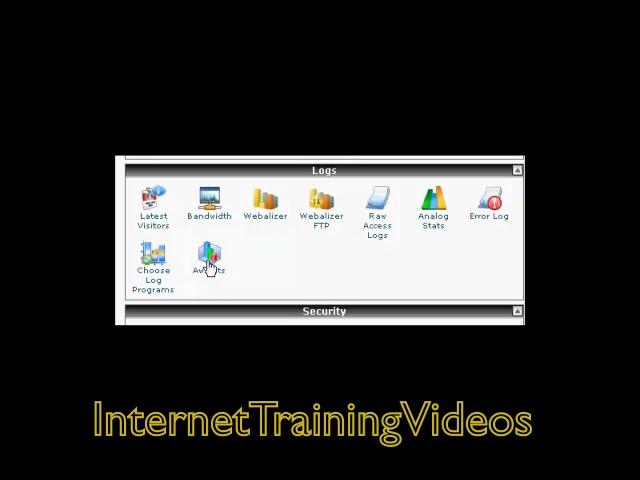 Logs
Latest Visitors
Bandwidth
Webalizer
Webalizer FTP
Raw Access Logs
Analog Stats
Error Log
Choose Log Programs
Security
InternetTrainingVideos